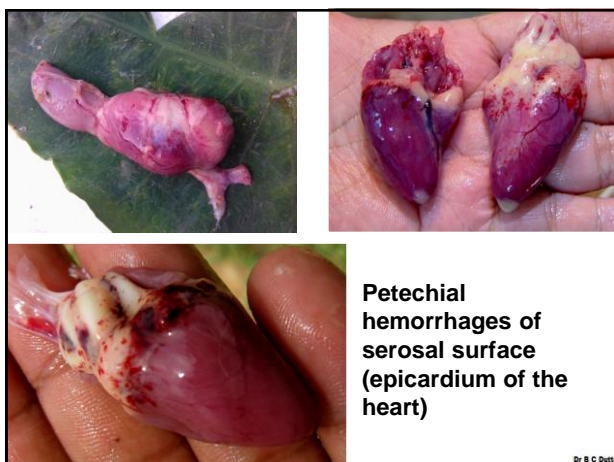 Petechial
hemorrhages of
serosal surface
(epicardium of the
heart)
Dr B C Dutt